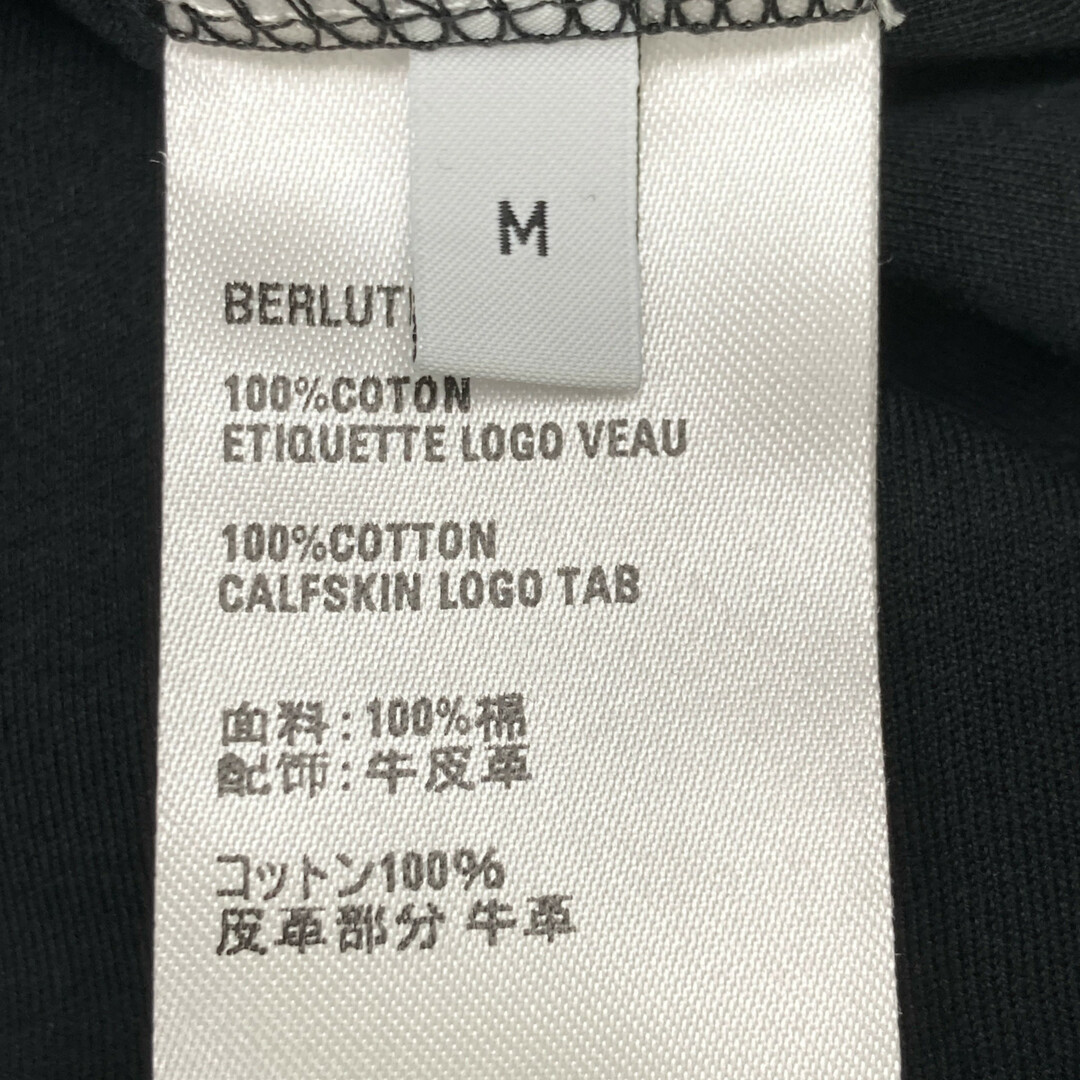 M
BERLUTI
100%COTON
ETIQUETTE LOGO VEAU
100%COTTON
CALFSKIN LOGO TAB
面料：100%棉
配饰：牛皮革
コットン100%
皮革部分 牛革